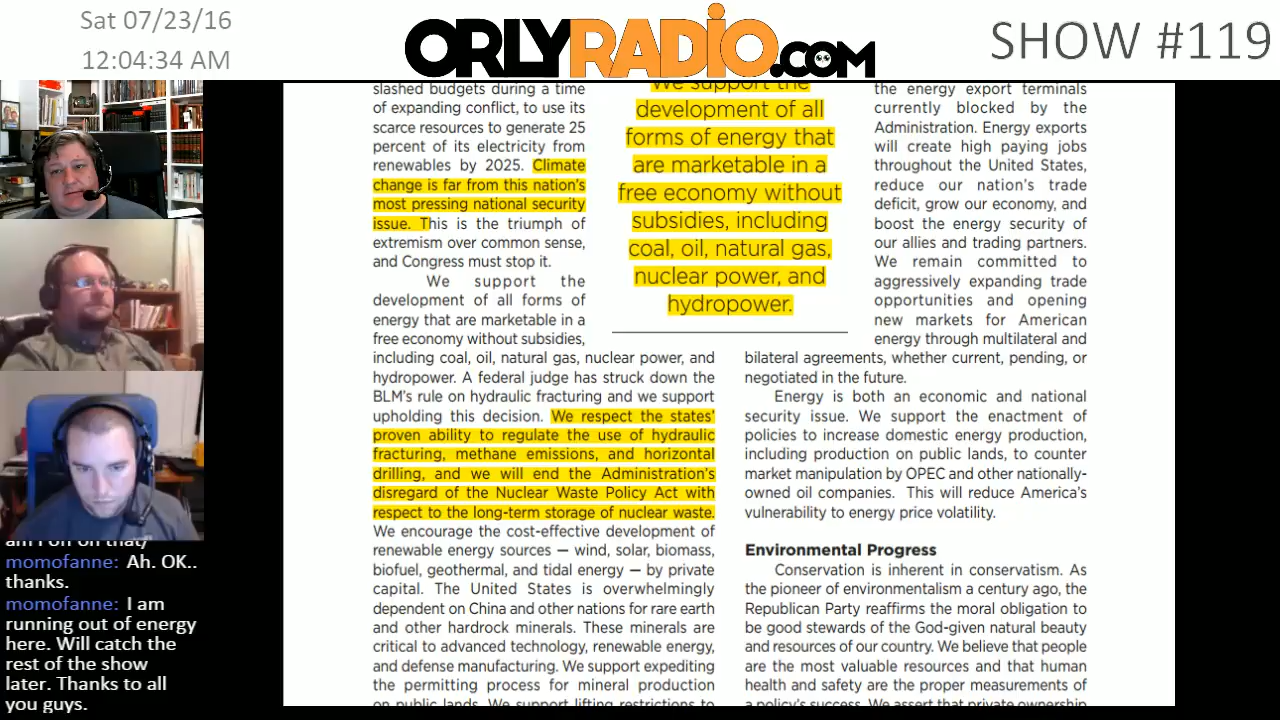 Sat 07/23/16
12:04:34 AM
ORLYRADiO.COM
SHOW #119
slashed budgets during a time
of expanding conflict, to use its
scarce resources to generate 25
percent of its electricity from
renewables by 2025. Climate
change is far from this nation's
most pressing national security
issue. This is the triumph of
extremism over common sense,
and Congress must stop it.
We support the
development of all forms of
energy that are marketable in a
free economy without subsidies,
including coal, oil, natural gas, nuclear power, and
hydropower. A federal judge has struck down the
BLM's rule on hydraulic fracturing and we support
upholding this decision. We respect the states'
proven ability to regulate the use of hydraulic
fracturing, methane emissions, and horizontal
drilling, and we will end the Administration's
disregard of the Nuclear Waste Policy Act with
respect to the long-term storage of nuclear waste.
We encourage the cost-effective development of
renewable energy sources — wind, solar, biomass,
biofuel, geothermal, and tidal energy — by private
capital. The United States is overwhelmingly
dependent on China and other nations for rare earth
and other hardrock minerals. These minerals are
critical to advanced technology, renewable energy,
and defense manufacturing. We support expediting
the permitting process for mineral production
on public lands. We support lifting restrictions to
We support the
development of all
forms of energy that
are marketable in a
free economy without
subsidies, including
coal, oil, natural gas,
nuclear power, and
hydropower.
the energy export terminals
currently blocked by the
Administration. Energy exports
will create high paying jobs
throughout the United States,
reduce our nation's trade
deficit, grow our economy, and
boost the energy security of
our allies and trading partners.
We remain committed to
aggressively expanding trade
opportunities and opening
new markets for American
energy through multilateral and
bilateral agreements, whether current, pending, or
negotiated in the future.
Energy is both an economic and national
security issue. We support the enactment of
policies to increase domestic energy production,
including production on public lands, to counter
market manipulation by OPEC and other nationally-
owned oil companies. This will reduce America's
vulnerability to energy price volatility.
Environmental Progress
Conservation is inherent in conservatism. As
the pioneer of environmentalism a century ago, the
Republican Party reaffirms the moral obligation to
be good stewards of the God-given natural beauty
and resources of our country. We believe that people
are the most valuable resources and that human
health and safety are the proper measurements of
a policy's success. We assert that private ownership
am I on on that/
momofanne: Ah. OK..
thanks.
momofanne: I am
running out of energy
here. Will catch the
rest of the show
later. Thanks to all
you guys.